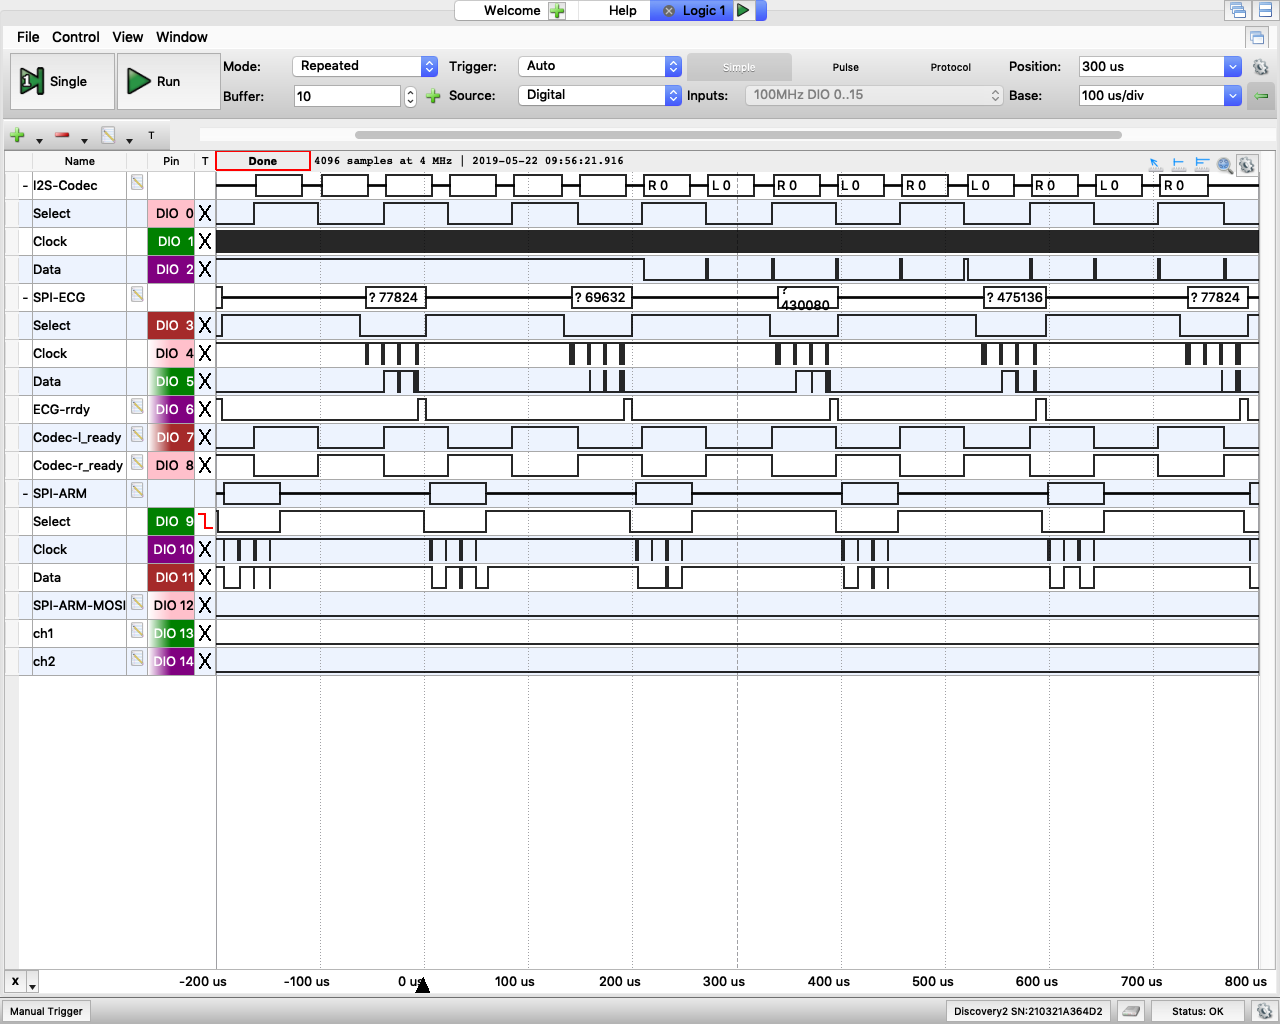 Welcome Help Logic 1
File Control View Window
Single Run Mode: Repeated Trigger: Auto Simple Pulse Protocol Position: 300 us
Buffer: 10 Source: Digital Inputs: 100MHz DIO 0..15 Base: 100 us/div
T
Name Pin T Done 4096 samples at 4 MHz | 2019-05-22 09:56:21.916
- I2S-Codec R 0 L 0 R 0 L 0 R 0 L 0 R 0 L 0 R 0
Select DIO 0 X
Clock DIO 1 X
Data DIO 2 X
- SPI-ECG ? 77824 ? 69632 ? 430080 ? 475136 ? 77824
Select DIO 3 X
Clock DIO 4 X
Data DIO 5 X
ECG-rrdy DIO 6 X
Codec-l_ready DIO 7 X
Codec-r_ready DIO 8 X
- SPI-ARM
Select DIO 9
Clock DIO 10 X
Data DIO 11 X
SPI-ARM-MOSI DIO 12 X
ch1 DIO 13 X
ch2 DIO 14 X
X -200 us -100 us 0 us 100 us 200 us 300 us 400 us 500 us 600 us 700 us 800 us
Manual Trigger Discovery2 SN:210321A364D2 Status: OK